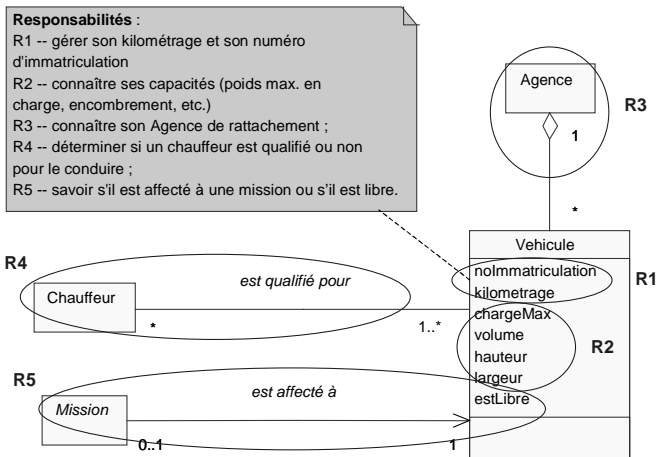 Responsabilités :
R1 -- gérer son kilométrage et son numéro
d'immatriculation
R2 -- connaître ses capacités (poids max. en
charge, encombrement, etc.)
R3 -- connaître son Agence de rattachement ;
R4 -- déterminer si un chauffeur est qualifié ou non
pour le conduire ;
R5 -- savoir s'il est affecté à une mission ou s'il est libre.
Agence
R3
1
*
Vehicule
R4
est qualifié pour
noImmatriculation
R1
kilometrage
Chauffeur
*
1..*
chargeMax
volume
hauteur
R2
largeur
estLibre
R5
est affecté à
Mission
0..1
1